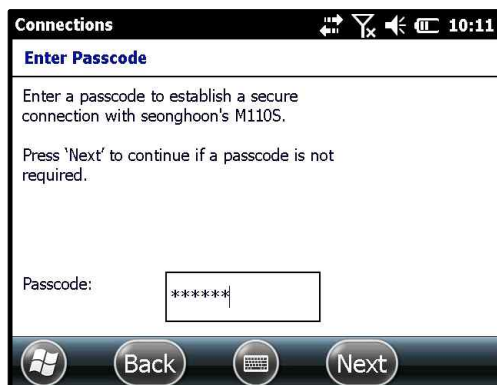 Connections 10:11
Enter Passcode
Enter a passcode to establish a secure
connection with seonghoon's M110S.
Press ‘Next’ to continue if a passcode is not
required.
Passcode: ******
Back Next